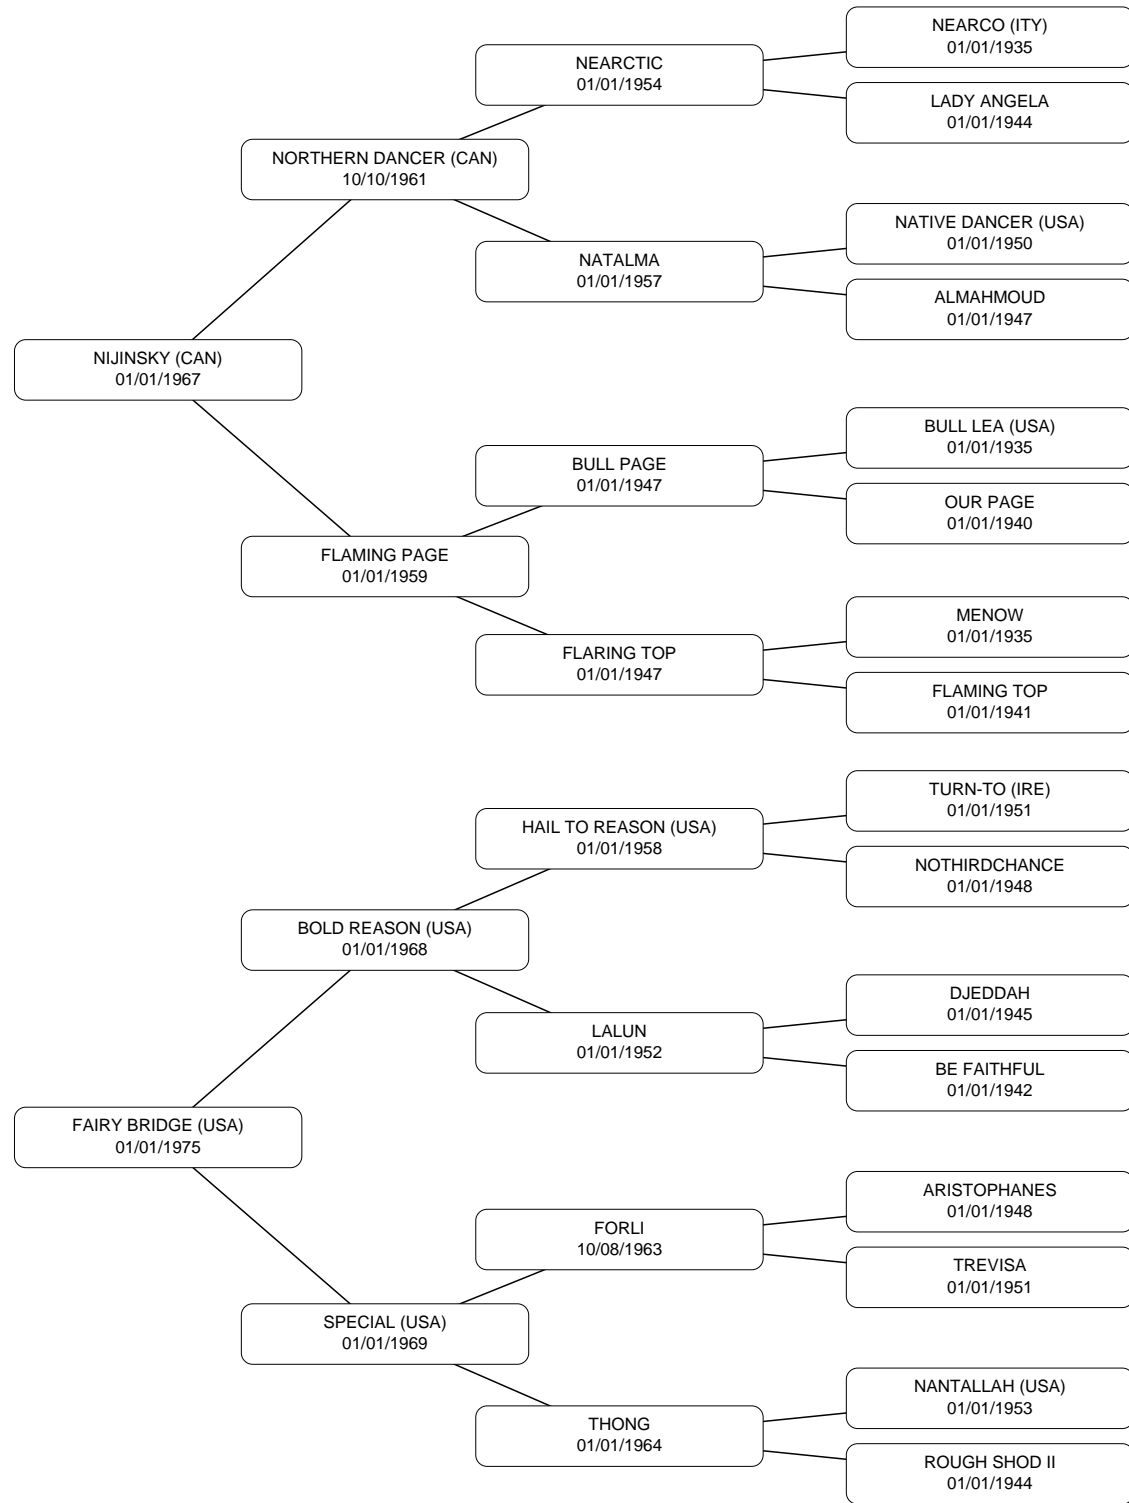 NEARCO (ITY)
01/01/1935
NEARCTIC
01/01/1954
LADY ANGELA
01/01/1944
NORTHERN DANCER (CAN)
10/10/1961
NATIVE DANCER (USA)
01/01/1950
NATALMA
01/01/1957
ALMAHMOUD
01/01/1947
NIJINSKY (CAN)
01/01/1967
BULL LEA (USA)
01/01/1935
BULL PAGE
01/01/1947
OUR PAGE
01/01/1940
FLAMING PAGE
01/01/1959
MENOW
01/01/1935
FLARING TOP
01/01/1947
FLAMING TOP
01/01/1941
TURN-TO (IRE)
01/01/1951
HAIL TO REASON (USA)
01/01/1958
NOTHIRDCHANCE
01/01/1948
BOLD REASON (USA)
01/01/1968
DJEDDAH
01/01/1945
LALUN
01/01/1952
BE FAITHFUL
01/01/1942
FAIRY BRIDGE (USA)
01/01/1975
ARISTOPHANES
01/01/1948
FORLI
10/08/1963
TREVISA
01/01/1951
SPECIAL (USA)
01/01/1969
NANTALLAH (USA)
01/01/1953
THONG
01/01/1964
ROUGH SHOD II
01/01/1944